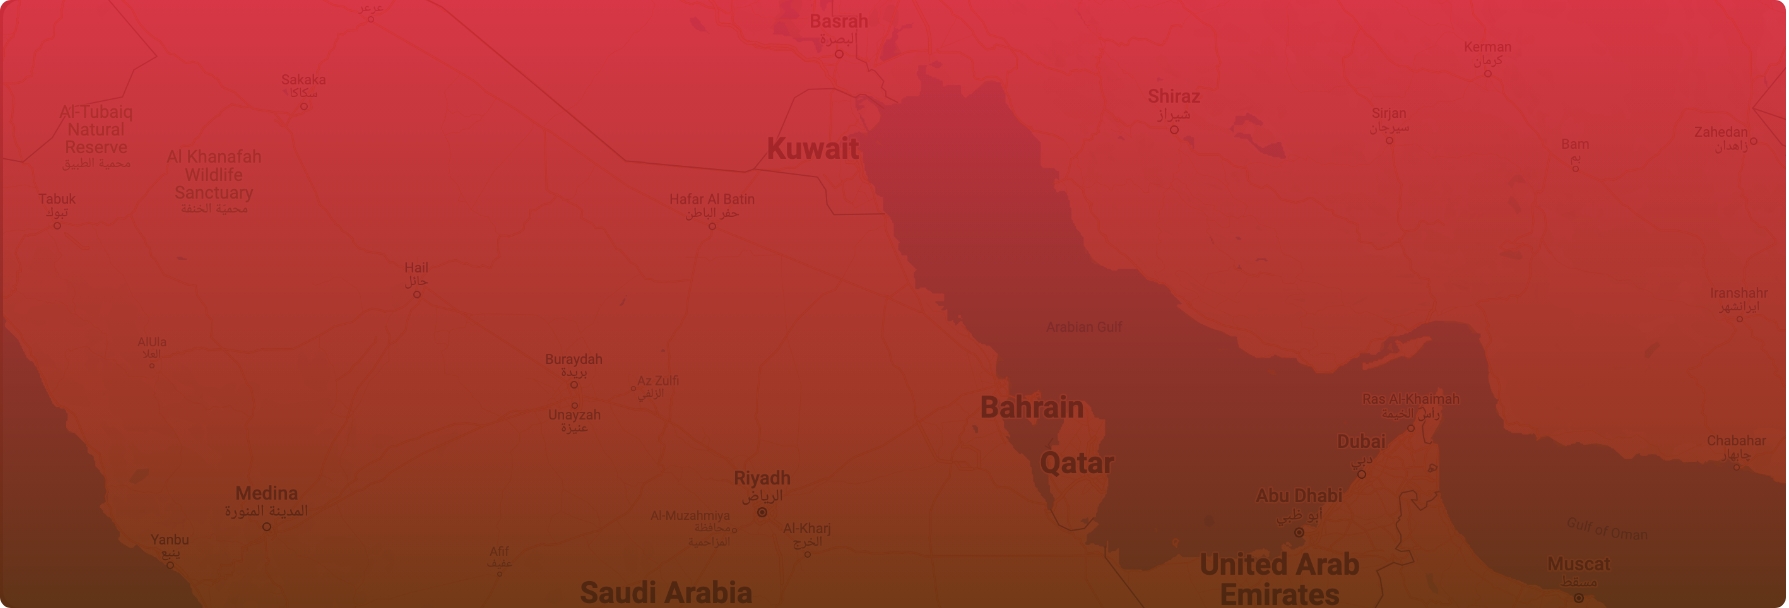 عرعر
Basrah
البصرة
Kerman
كرمان
Sakaka
سكاكا
Shiraz
شیراز
Al-Tubaiq
Natural
Reserve
محمية الطبيق
Sirjan
سیرجان
Zahedan
زاهدان
Kuwait
Bam
بم
Al Khanafah
Wildlife
Sanctuary
محمية الخنفة
Tabuk
تبوك
Hafar Al Batin
حفر الباطن
Hail
حائل
Iranshahr
ایرانشهر
Arabian Gulf
AlUla
العلا
Buraydah
بريدة
Az Zulfi
الزلفي
Unayzah
عنيزة
Bahrain
Ras Al-Khaimah
رأس الخيمة
Dubai
دبي
Chabahar
چابهار
Qatar
Riyadh
الرياض
Medina
المدينة المنورة
Abu Dhabi
أبو ظبي
Al-Muzahmiya
محافظة
المزاحمية
Al-Kharj
الخرج
Gulf of Oman
Yanbu
ينبع
Afif
عفيف
United Arab
Emirates
Muscat
مسقط
Saudi Arabia